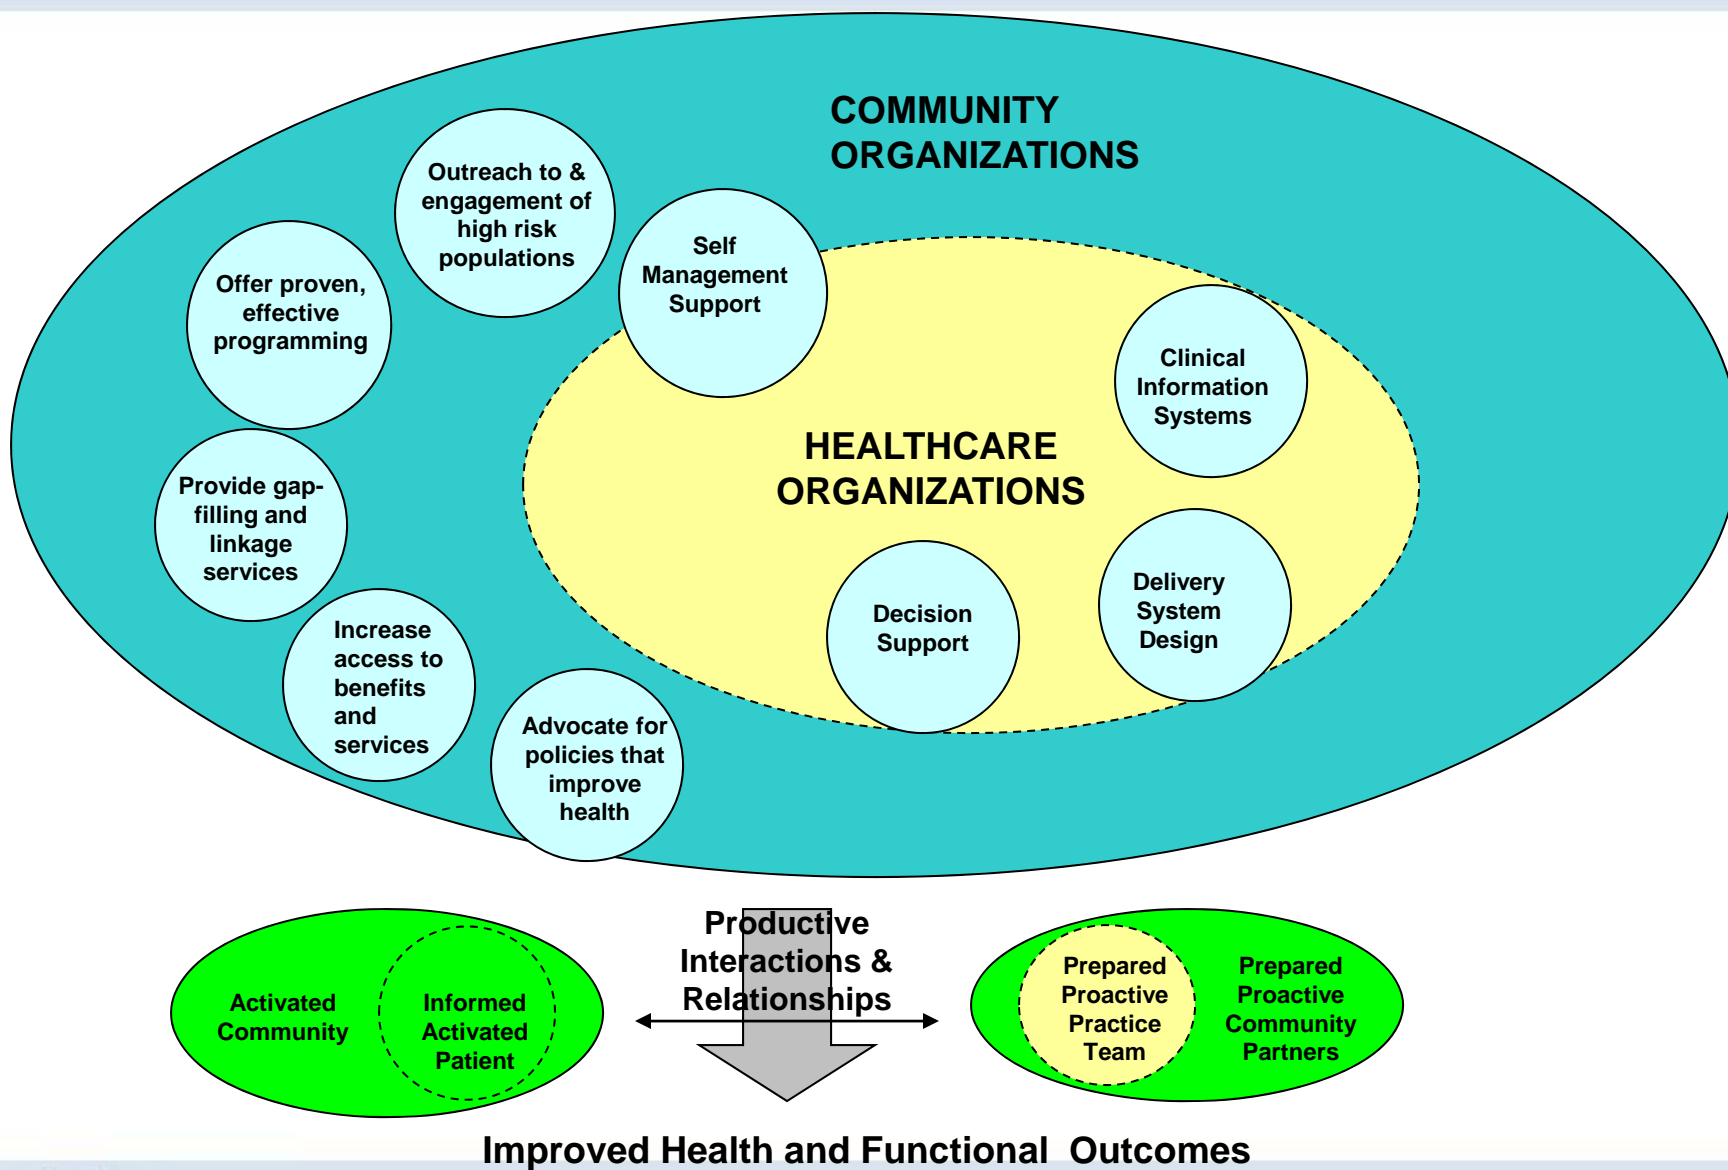 COMMUNITY
ORGANIZATIONS
Outreach to &
engagement of
high risk
populations
Self
Management
Support
Offer proven,
effective
programming
Clinical
Information
Systems
HEALTHCARE
ORGANIZATIONS
Provide gap-
filling and
linkage
services
Decision
Support
Delivery
System
Design
Increase
access to
benefits
and
services
Advocate for
policies that
improve
health
Productive
Interactions &
Relationships
Activated
Community
Informed
Activated
Patient
Prepared
Proactive
Practice
Team
Prepared
Proactive
Community
Partners
Improved Health and Functional  Outcomes